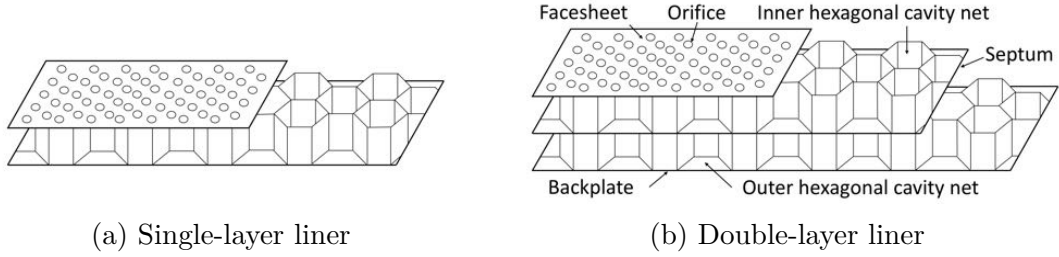 Facesheet
Orifice
Inner hexagonal cavity net
Septum
Backplate
Outer hexagonal cavity net
(a) Single-layer liner
(b) Double-layer liner